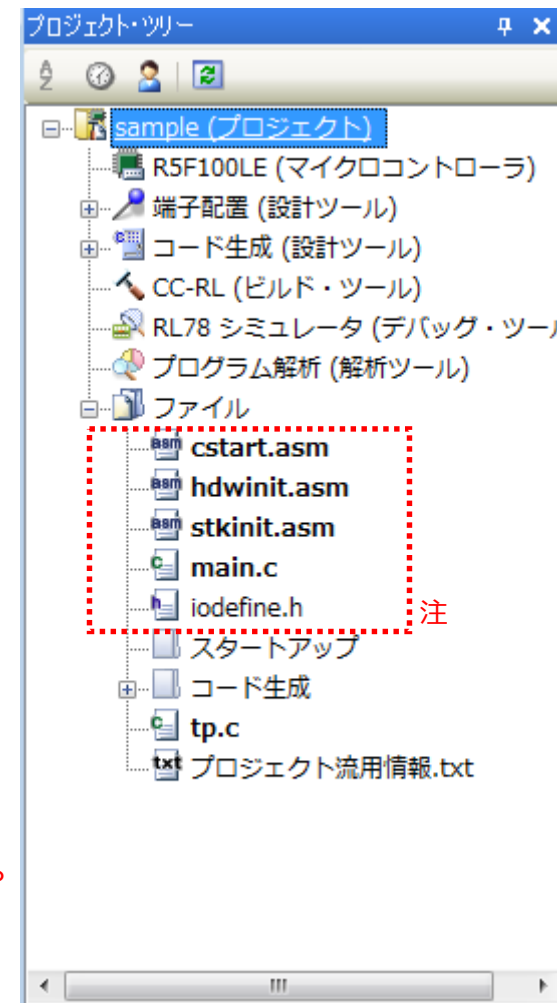 プロジェクト・ツリー
sample (プロジェクト)
R5F100LE (マイクロコントローラ)
端子配置 (設計ツール)
コード生成 (設計ツール)
CC-RL (ビルド・ツール)
RL78 シミュレータ (デバッグ・ツール
プログラム解析 (解析ツール)
ファイル
cstart.asm
hdwinit.asm
stkinit.asm
main.c
iodefine.h
注
スタートアップ
コード生成
tp.c
プロジェクト流用情報.txt